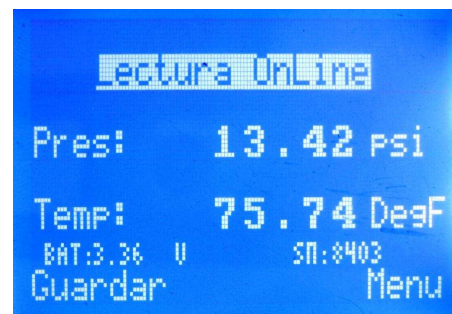 Lectura OnLine
Pres: 13.42 psi
Temp: 75.74 DegF
BAT:3.36 V SN:8403
Guardar Menu